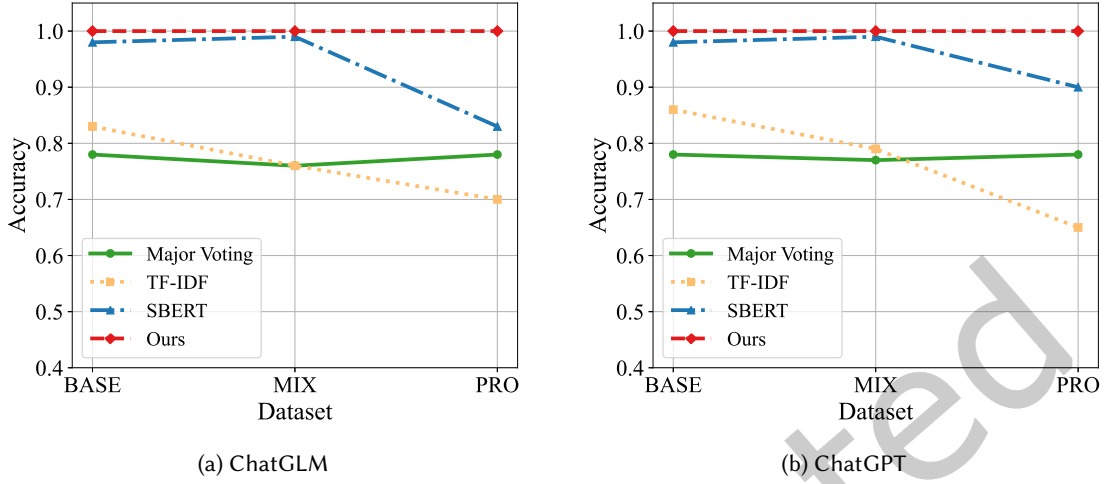 1.0
0.9
0.8
0.7
0.6
0.5
0.4
Accuracy
Major Voting
TF-IDF
SBERT
Ours
BASE MIX PRO
Dataset
(a) ChatGLM
1.0
0.9
0.8
0.7
0.6
0.5
0.4
Accuracy
Major Voting
TF-IDF
SBERT
Ours
BASE MIX PRO
Dataset
(b) ChatGPT
ted